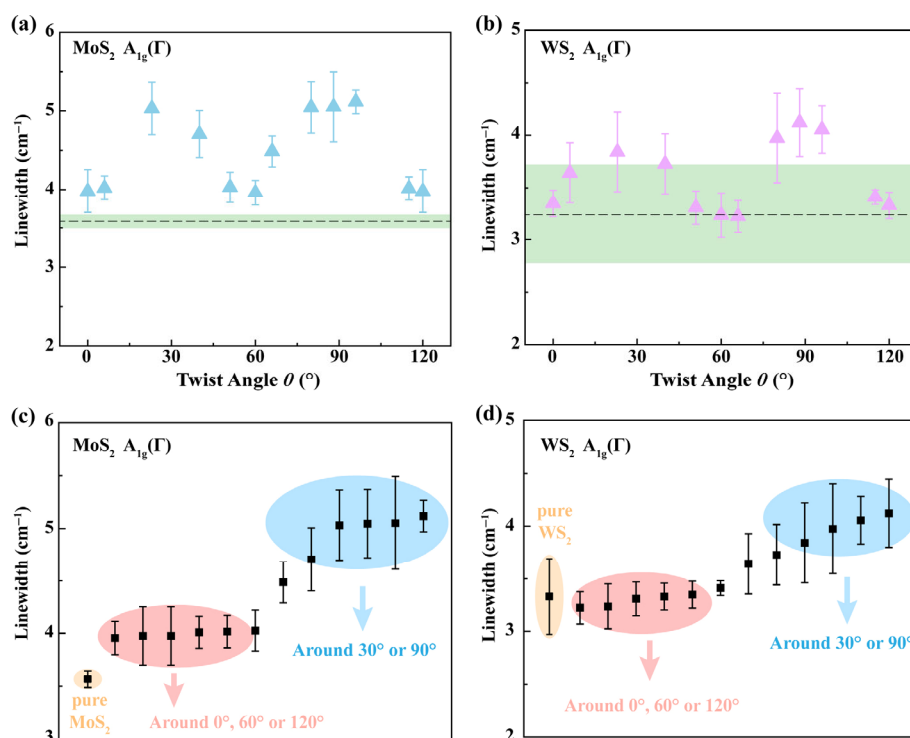 (a)
MoS₂ A₁g(Γ)
Linewidth (cm⁻¹)
6
5
4
3
2
0
30
60
90
120
Twist Angle θ (°)
(b)
WS₂ A₁g(Γ)
Linewidth (cm⁻¹)
5
4
3
2
0
30
60
90
120
Twist Angle θ (°)
(c)
MoS₂ A₁g(Γ)
Linewidth (cm⁻¹)
6
5
4
3
pure
MoS₂
Around 0°, 60° or 120°
Around 30° or 90°
(d)
WS₂ A₁g(Γ)
Linewidth (cm⁻¹)
5
4
3
2
pure
WS₂
Around 0°, 60° or 120°
Around 30° or 90°